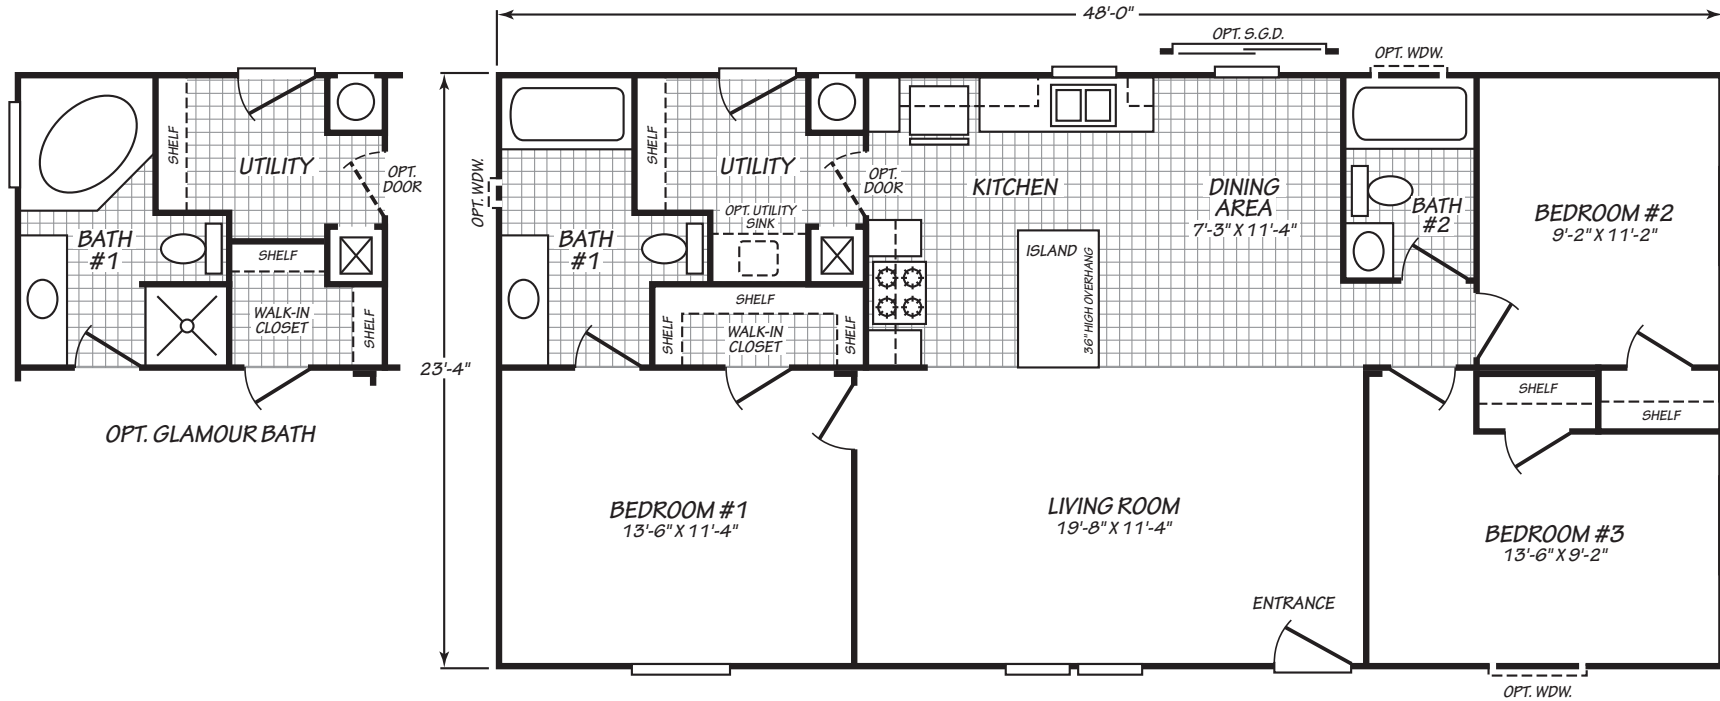 48'-0"
OPT. S.G.D.
OPT. WDW.
SHELF
UTILITY
OPT.
DOOR
BATH
#1
SHELF
WALK-IN
CLOSET
SHELF
OPT. GLAMOUR BATH
23'-4"
OPT. WDW.
SHELF
UTILITY
OPT. UTILITY
SINK
OPT.
DOOR
BATH
#1
SHELF
SHELF
WALK-IN
CLOSET
SHELF
KITCHEN
ISLAND
36" HIGH OVERHANG
DINING
AREA
7'-3" X 11'-4"
BATH
#2
BEDROOM #2
9'-2" X 11'-2"
SHELF
SHELF
BEDROOM #1
13'-6" X 11'-4"
LIVING ROOM
19'-8" X 11'-4"
BEDROOM #3
13'-6" X 9'-2"
ENTRANCE
OPT. WDW.